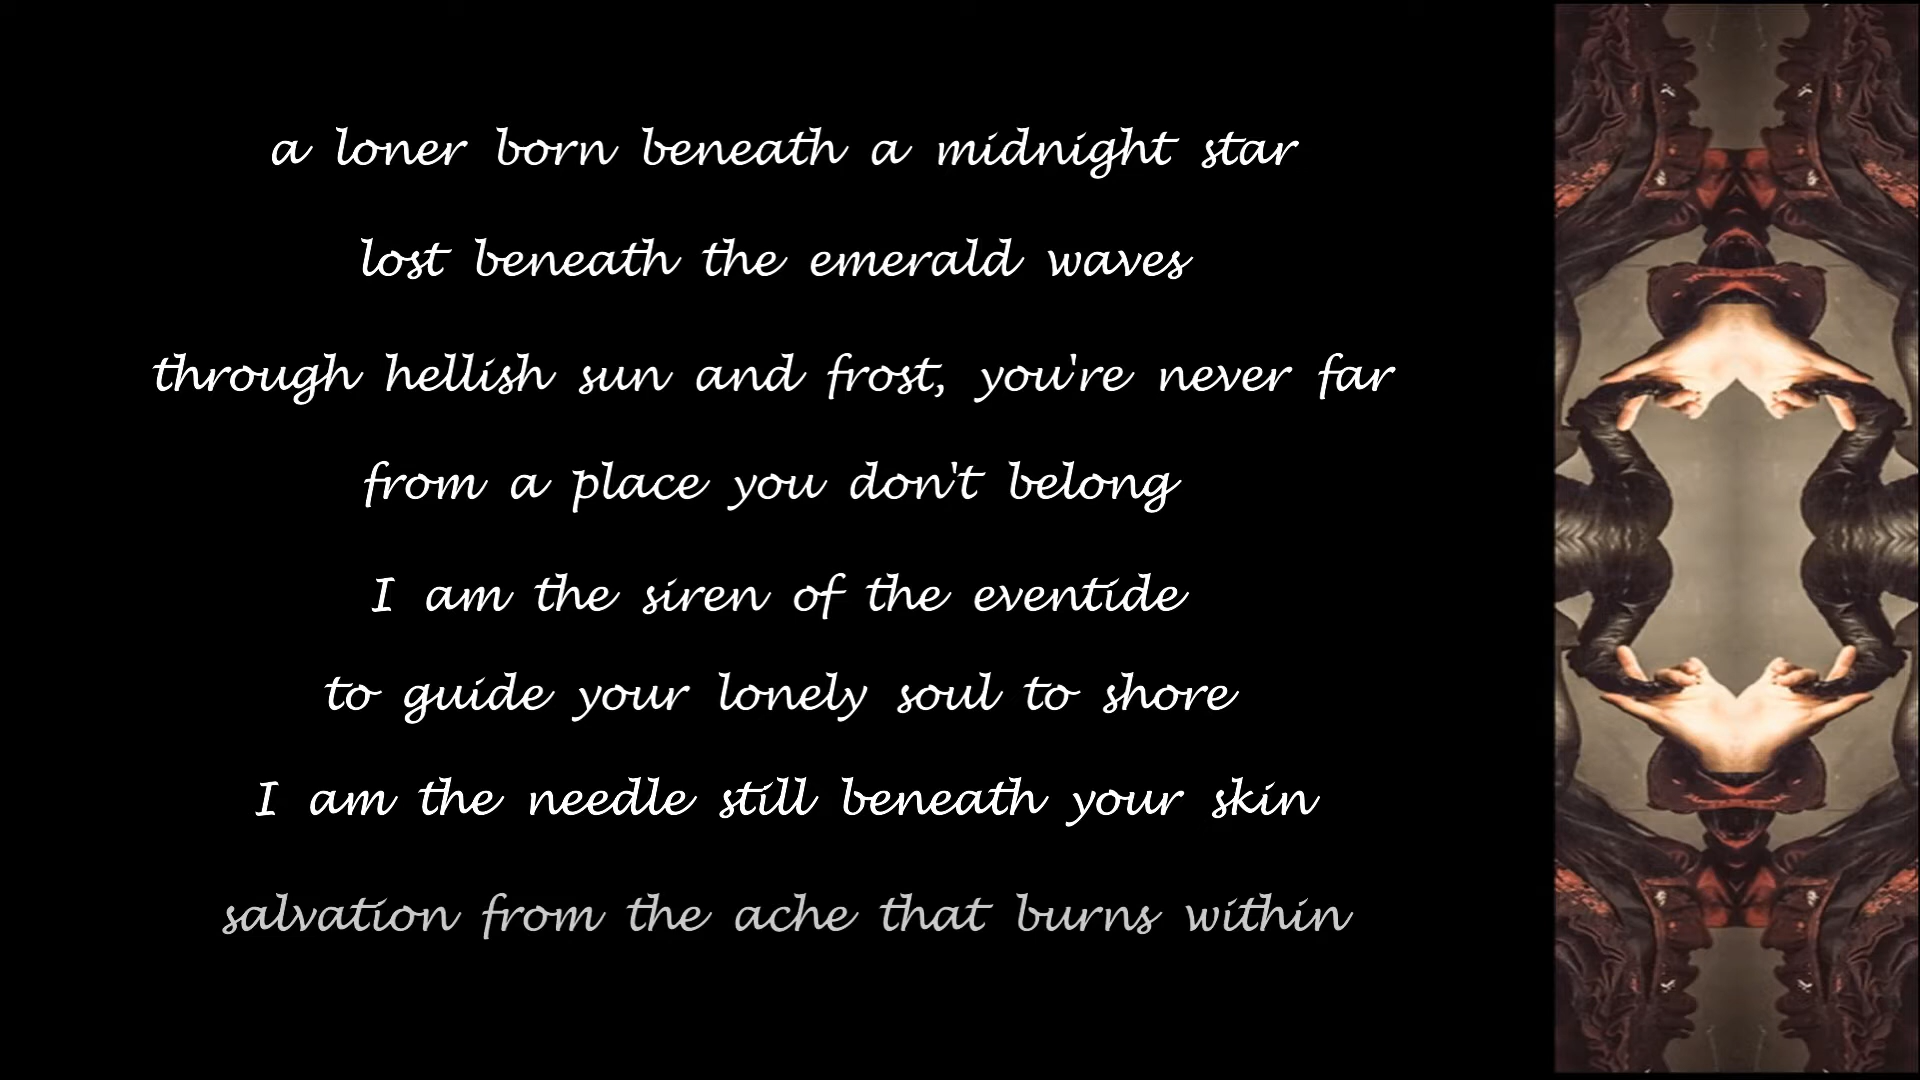 a loner born beneath a midnight star
lost beneath the emerald waves
through hellish sun and frost, you're never far
from a place you don't belong
I am the siren of the eventide
to guide your lonely soul to shore
I am the needle still beneath your skin
salvation from the ache that burns within